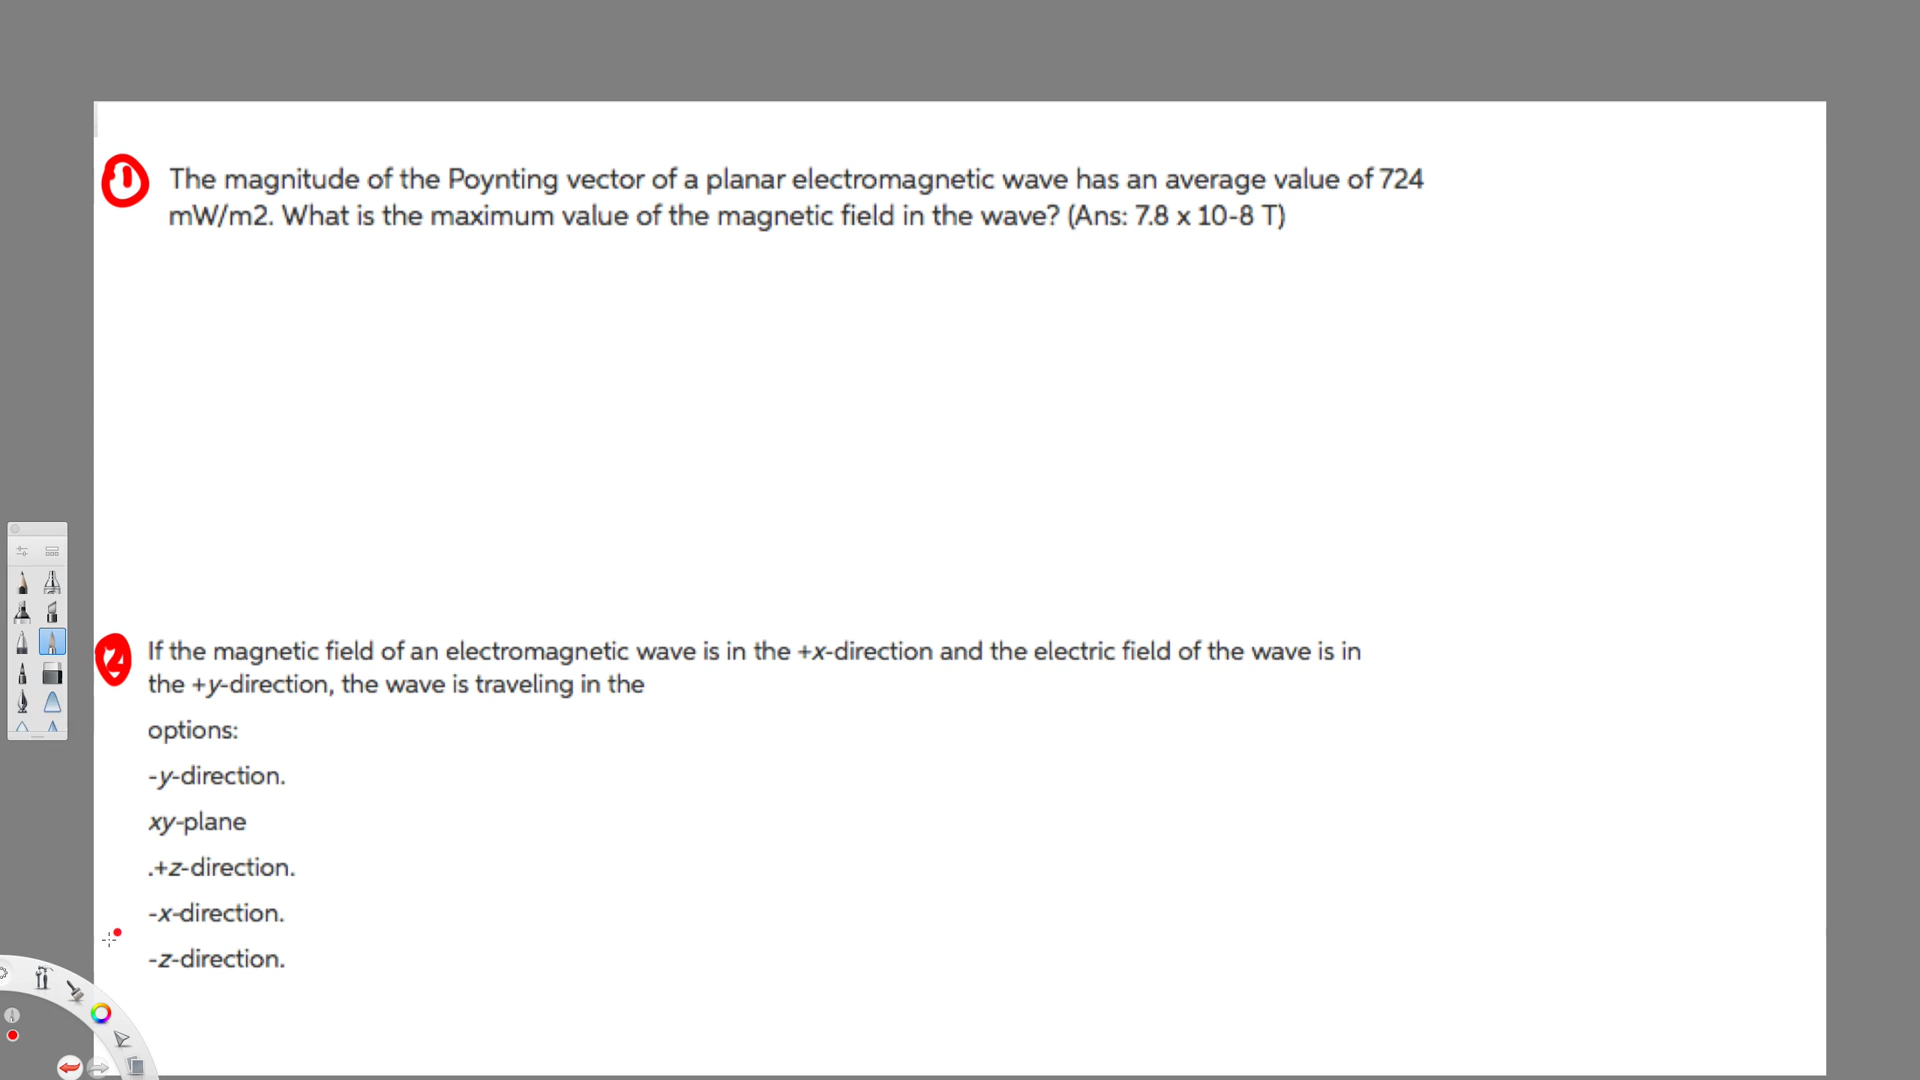 1 The magnitude of the Poynting vector of a planar electromagnetic wave has an average value of 724
mW/m2. What is the maximum value of the magnetic field in the wave? (Ans: 7.8 x 10-8 T)
2 If the magnetic field of an electromagnetic wave is in the +x-direction and the electric field of the wave is in
the +y-direction, the wave is traveling in the
options:
-y-direction.
xy-plane
.+z-direction.
-x-direction.
-z-direction.